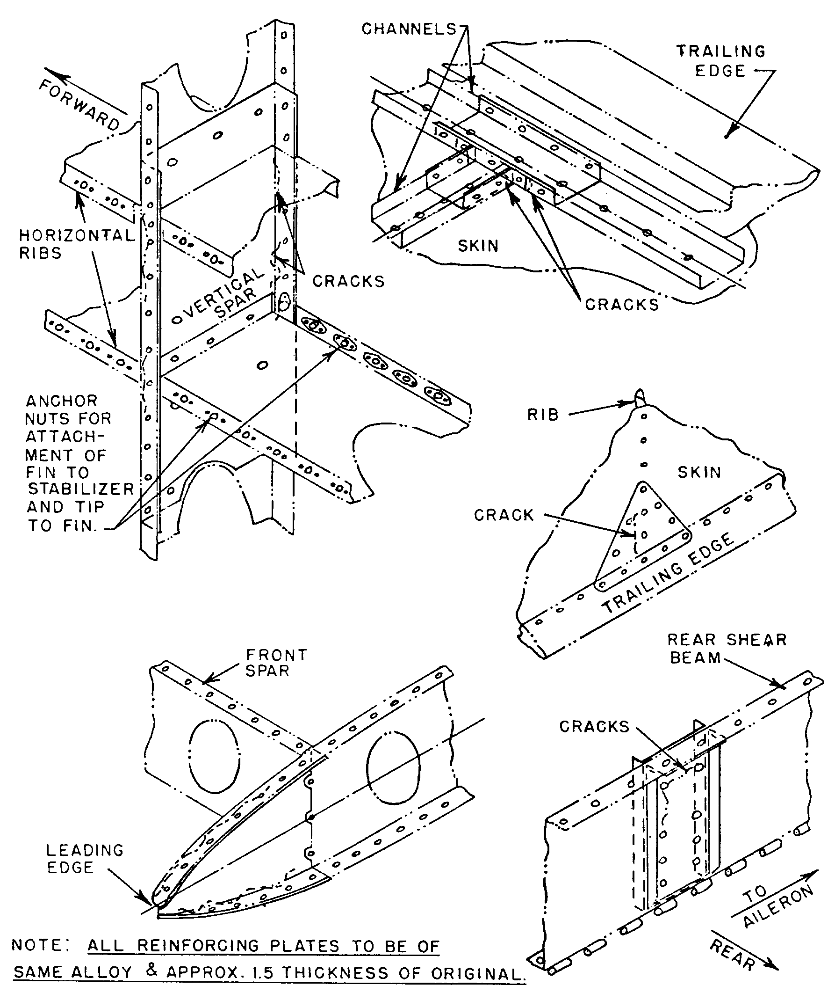 CHANNELS
TRAILING
EDGE
FORWARD
HORIZONTAL
RIBS
VERTICAL
SPAR
CRACKS
SKIN
CRACKS
ANCHOR
NUTS FOR
ATTACH-
MENT OF
FIN TO
STABILIZER
AND TIP
TO FIN.
RIB
SKIN
CRACK
TRAILING EDGE
FRONT
SPAR
LEADING
EDGE
REAR SHEAR
BEAM
CRACKS
TO
AILERON
REAR
NOTE: ALL REINFORCING PLATES TO BE OF
SAME ALLOY & APPROX. 1.5 THICKNESS OF ORIGINAL.